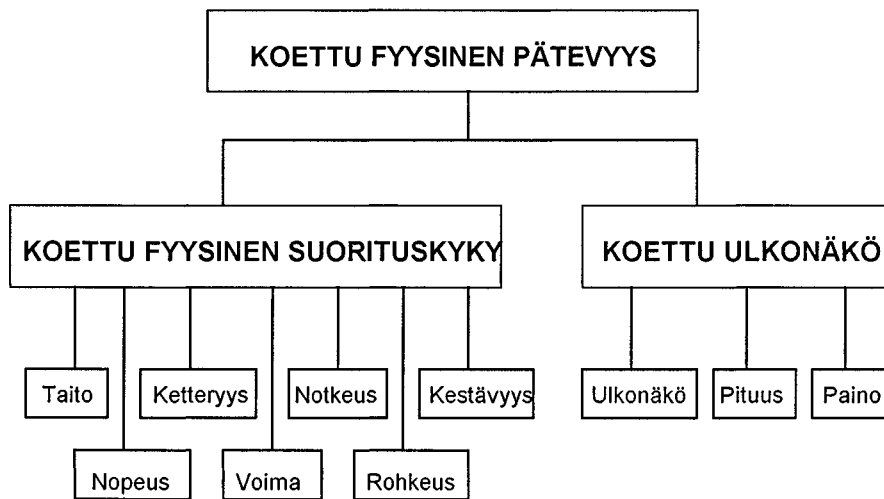 KOETTU FYYSINEN PÄTEVYYS
KOETTU FYYSINEN SUORITUSKYKY
KOETTU ULKONÄKÖ
Taito
Ketteryys
Notkeus
Kestävyys
Ulkonäkö
Pituus
Paino
Nopeus
Voima
Rohkeus